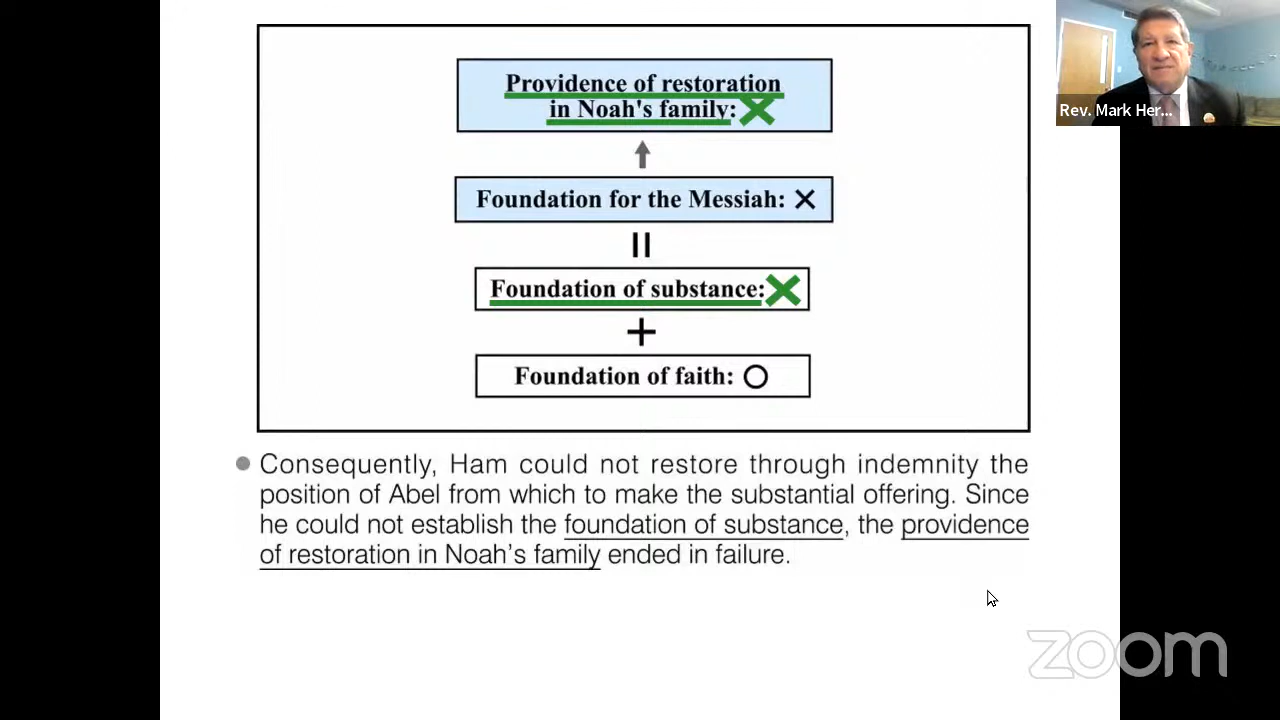 Providence of restoration
in Noah's family: ✕
Foundation for the Messiah: ✕
Foundation of substance: ✕
+
Foundation of faith: ○
● Consequently, Ham could not restore through indemnity the
position of Abel from which to make the substantial offering. Since
he could not establish the foundation of substance, the providence
of restoration in Noah’s family ended in failure.
Rev. Mark Her...
zoom